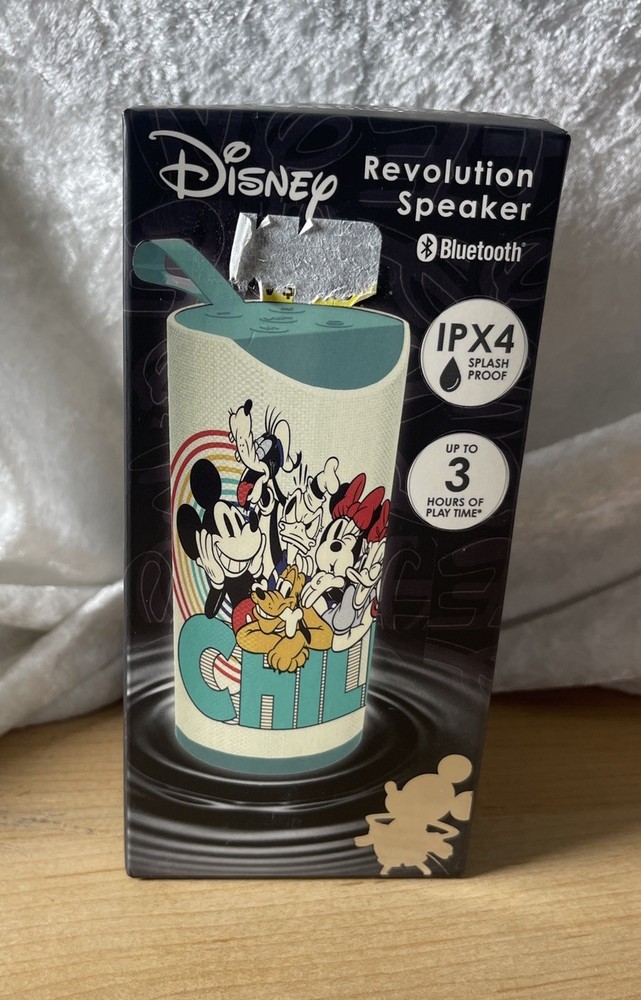 Disney
Revolution
Speaker
Bluetooth®
IPX4
SPLASH
PROOF
UP TO
3
HOURS OF
PLAY TIME*
CHILL